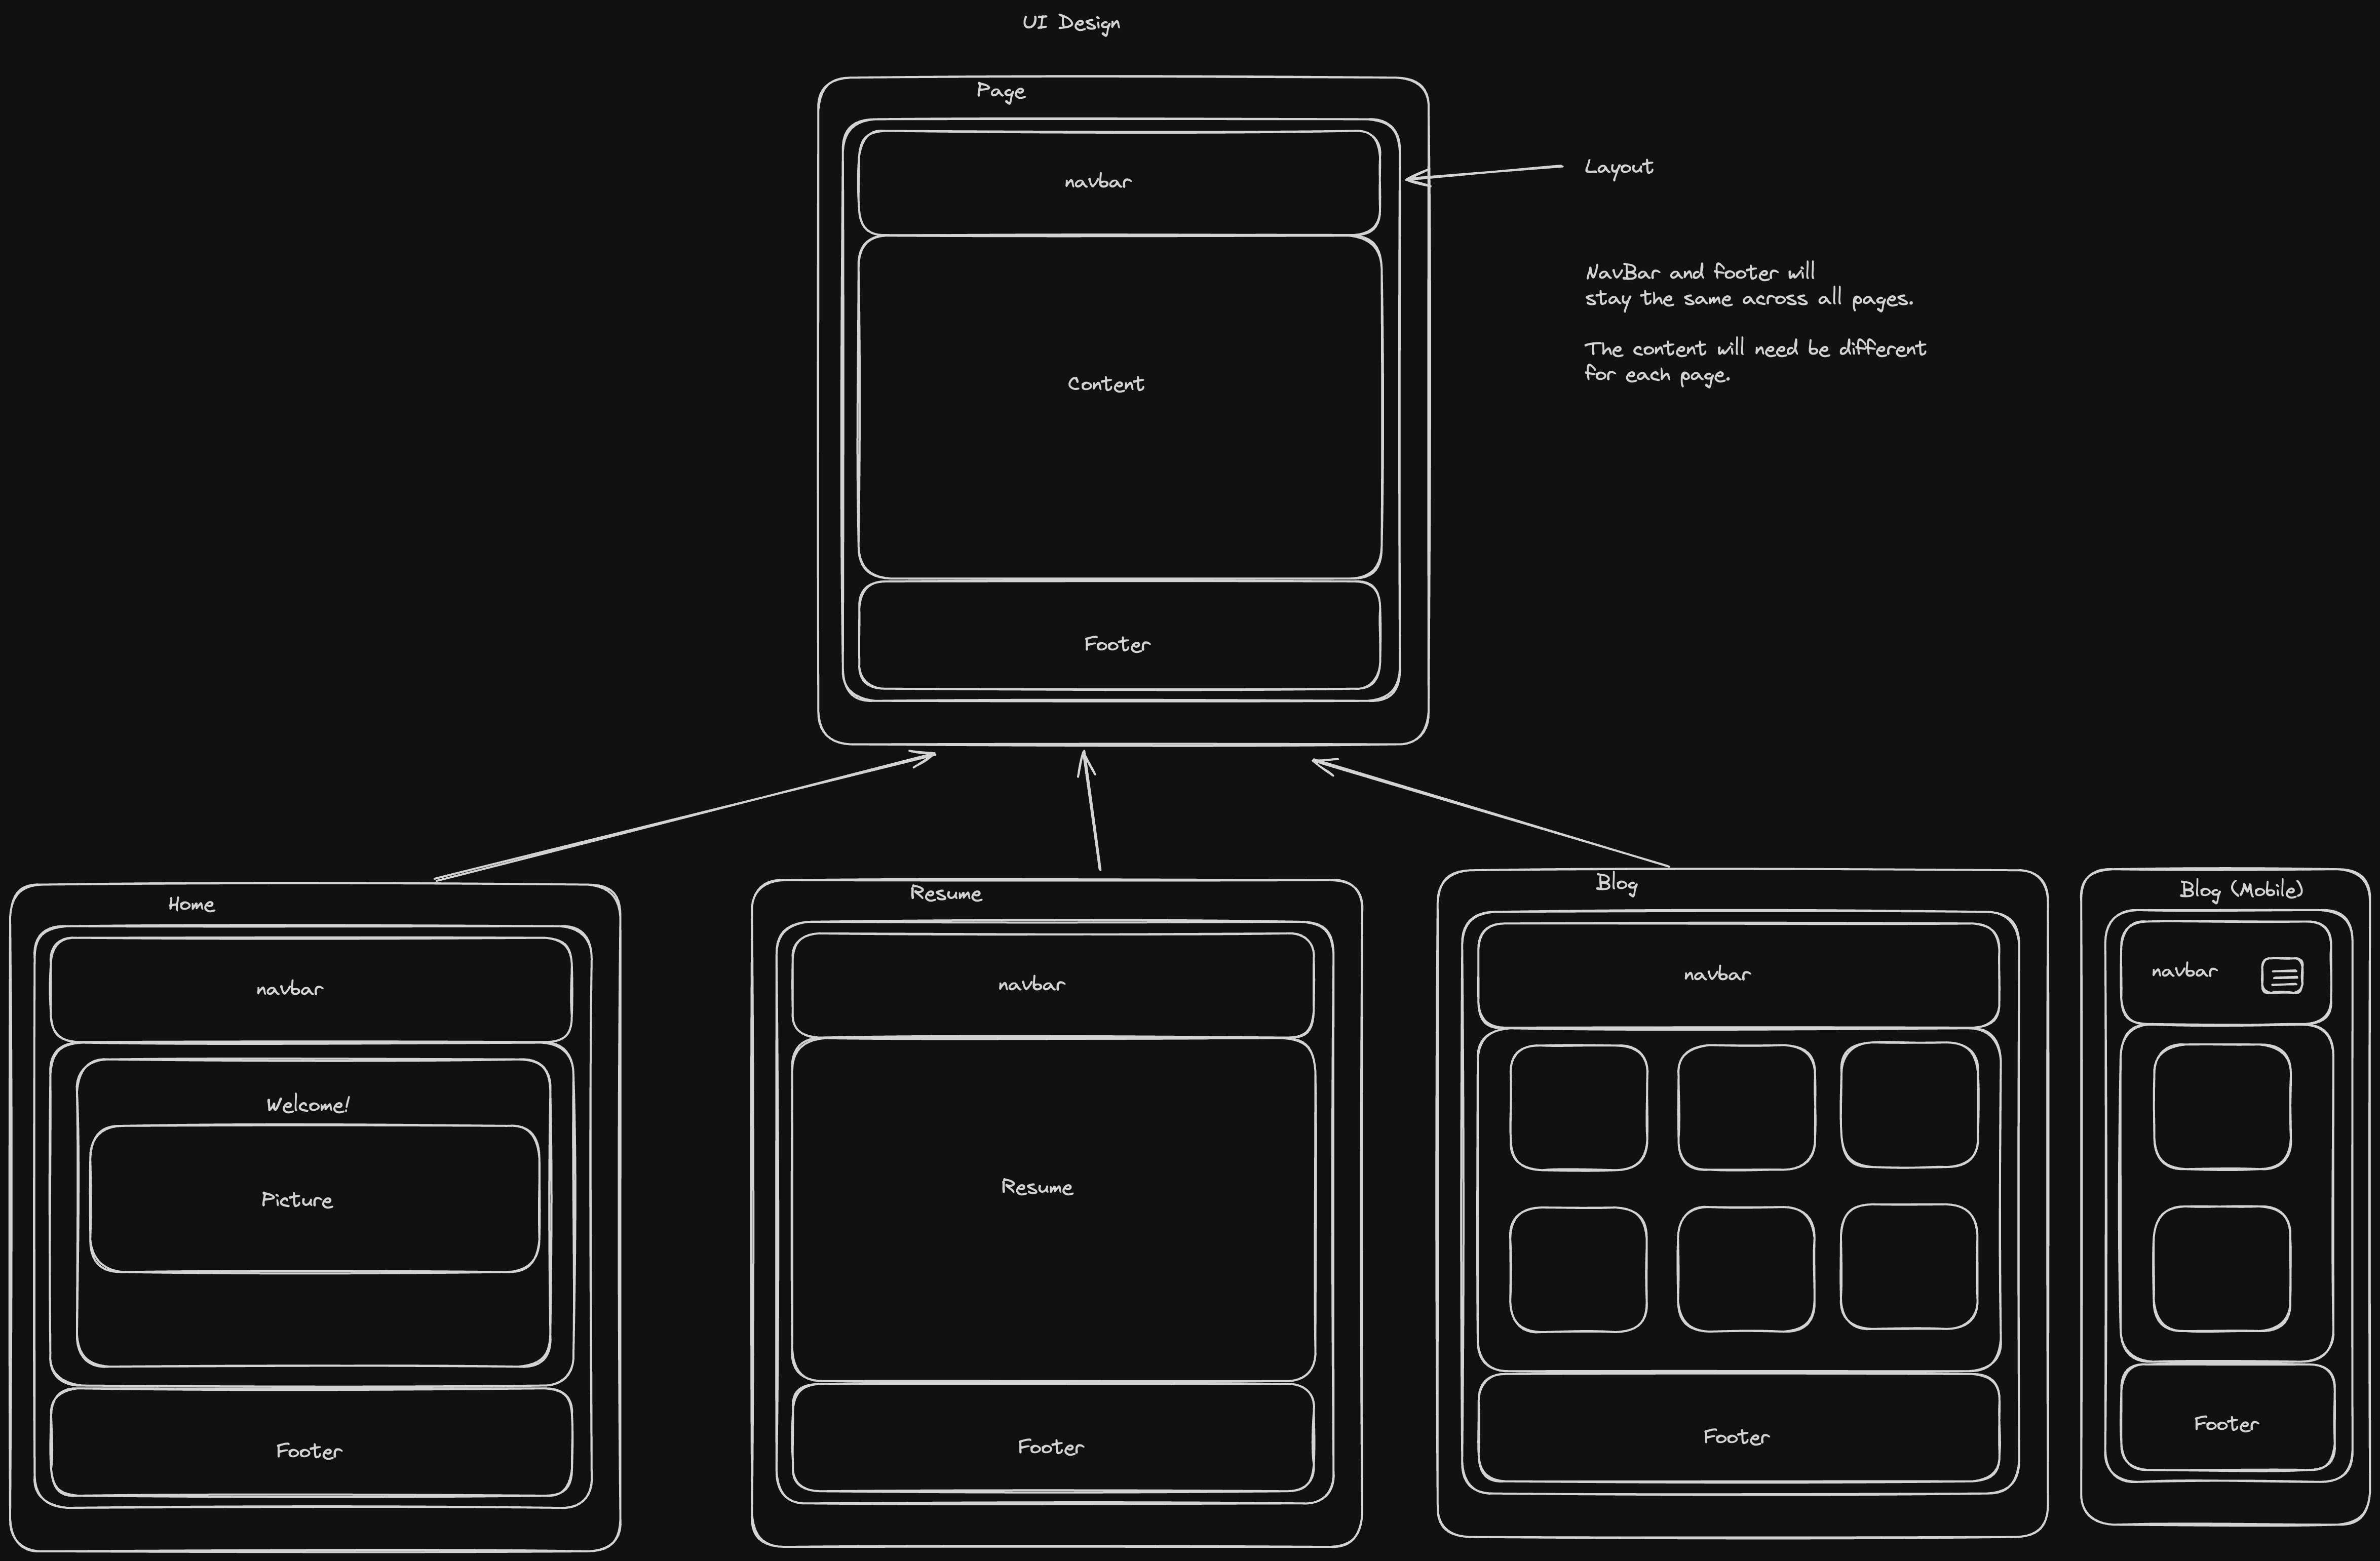 UI Design
Page
navbar
Layout
NavBar and footer will
stay the same across all pages.
The content will need be different
for each page.
Content
Footer
Home
navbar
Welcome!
Picture
Footer
Resume
navbar
Resume
Footer
Blog
navbar
Footer
Blog (Mobile)
navbar
Footer